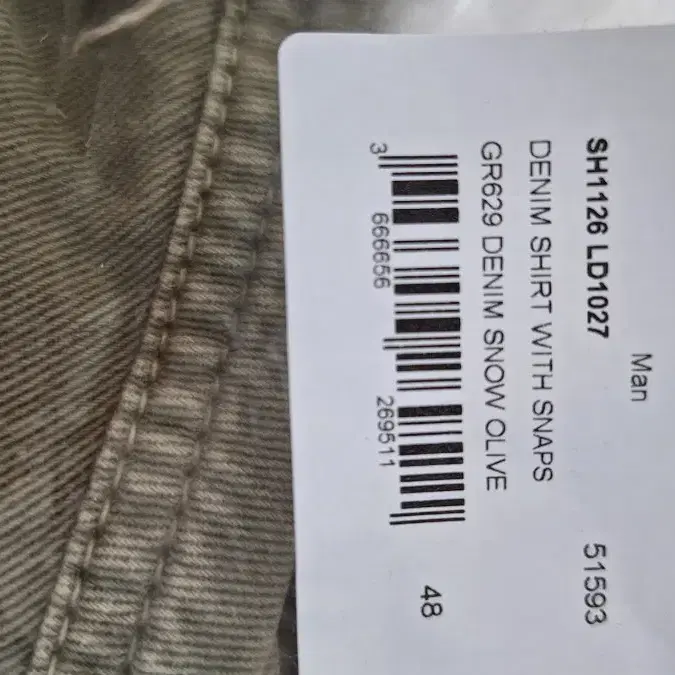 Man
SH1126 LD1027 51593
DENIM SHIRT WITH SNAPS
GR629 DENIM SNOW OLIVE
48
3 666656 269511